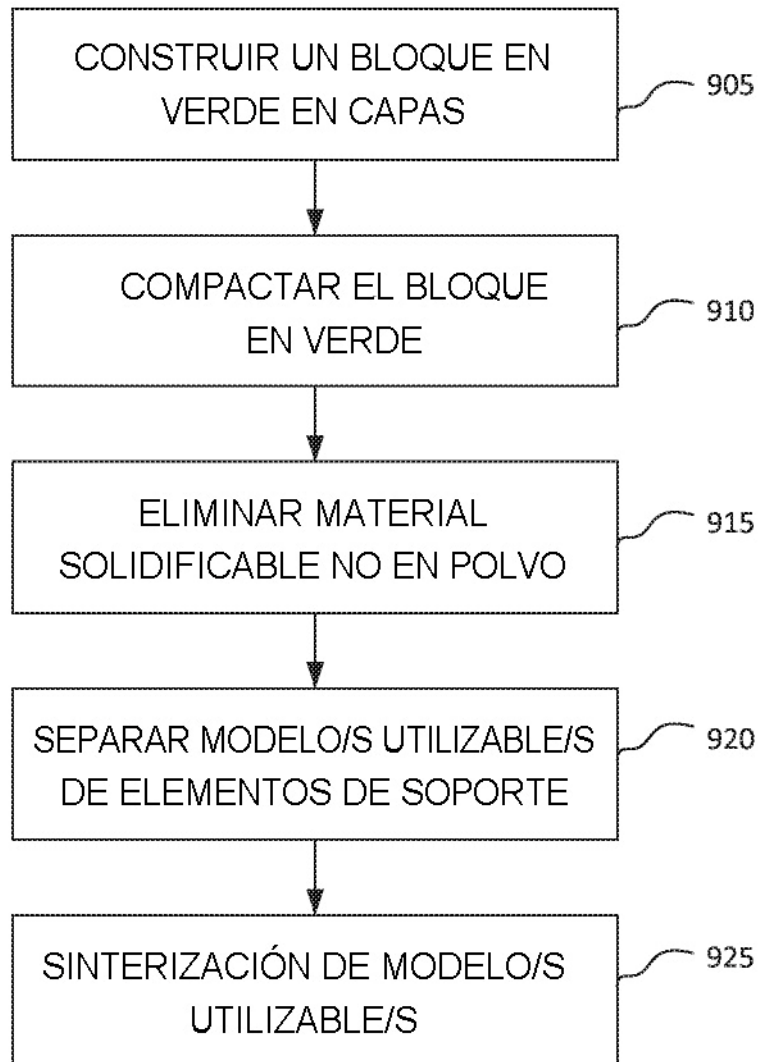 CONSTRUIR UN BLOQUE EN
VERDE EN CAPAS
905
COMPACTAR EL BLOQUE
EN VERDE
910
ELIMINAR MATERIAL
SOLIDIFICABLE NO EN POLVO
915
SEPARAR MODELO/S UTILIZABLE/S
DE ELEMENTOS DE SOPORTE
920
SINTERIZACIÓN DE MODELO/S
UTILIZABLE/S
925